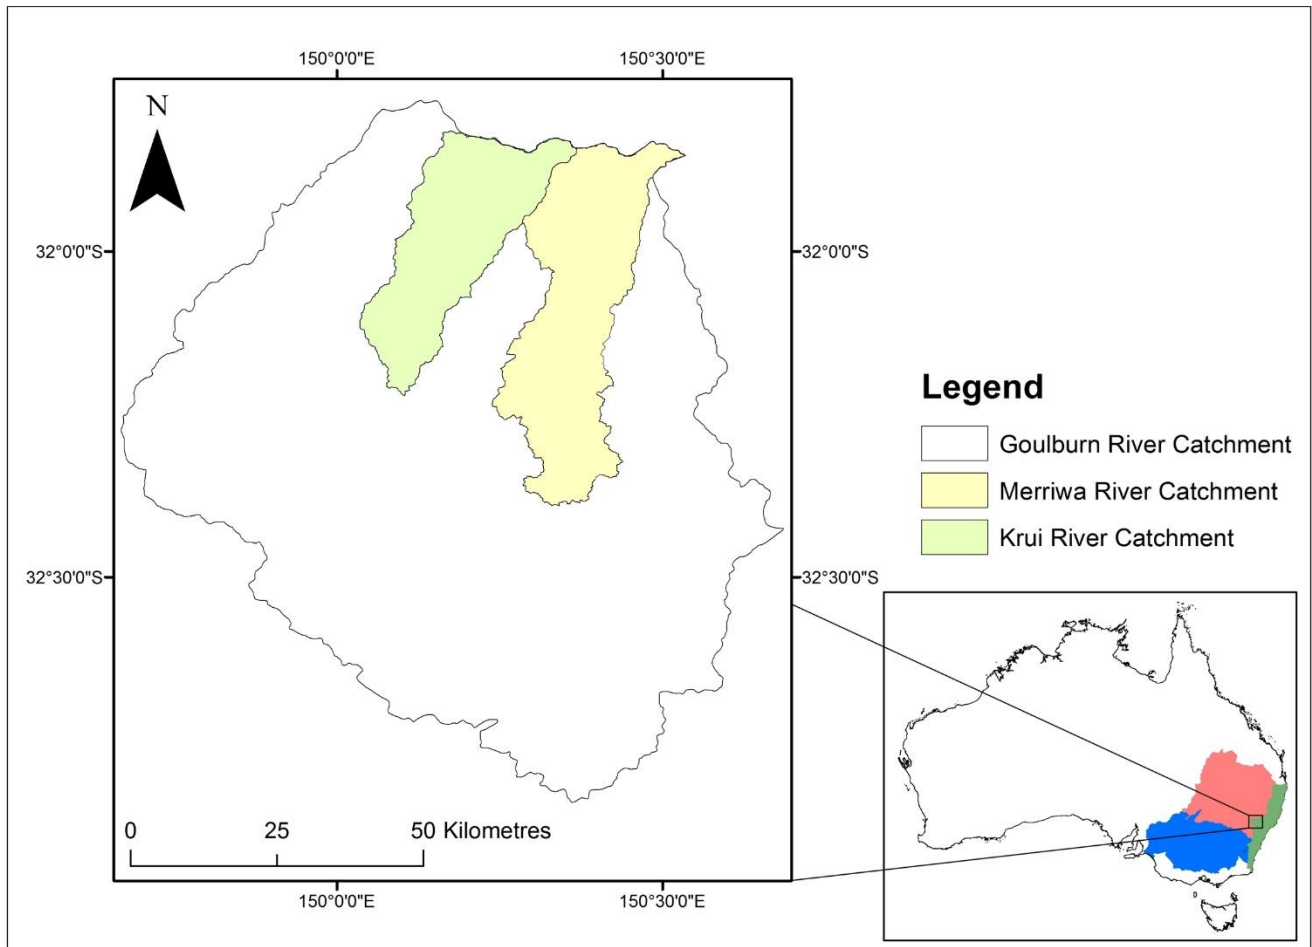 150°0'0"E
150°30'0"E
N
32°0'0"S
32°0'0"S
Legend
Goulburn River Catchment
Merriwa River Catchment
Krui River Catchment
32°30'0"S
32°30'0"S
0 25 50 Kilometres
150°0'0"E
150°30'0"E